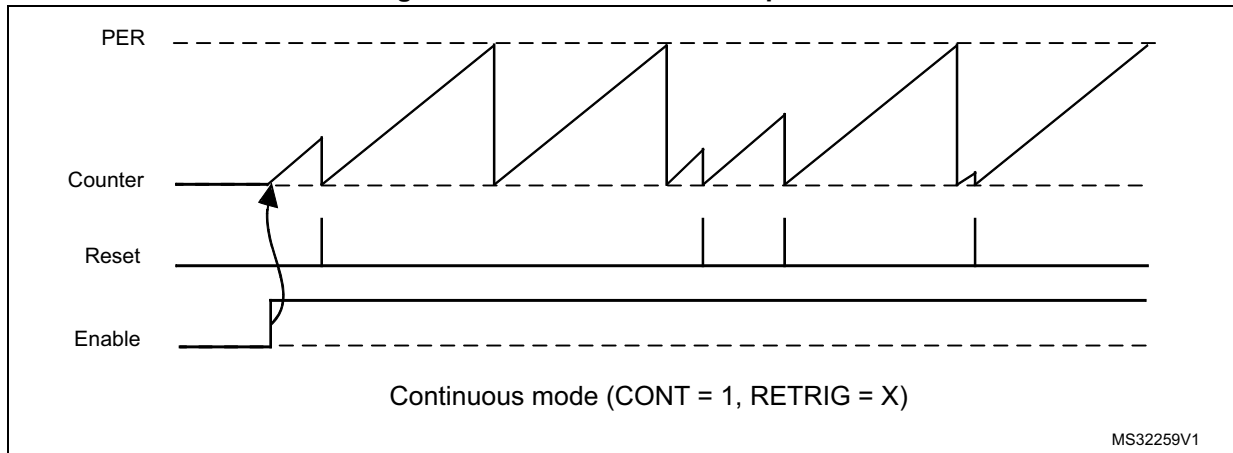 PER
Counter
Reset
Enable
Continuous mode (CONT = 1, RETRIG = X)
MS32259V1